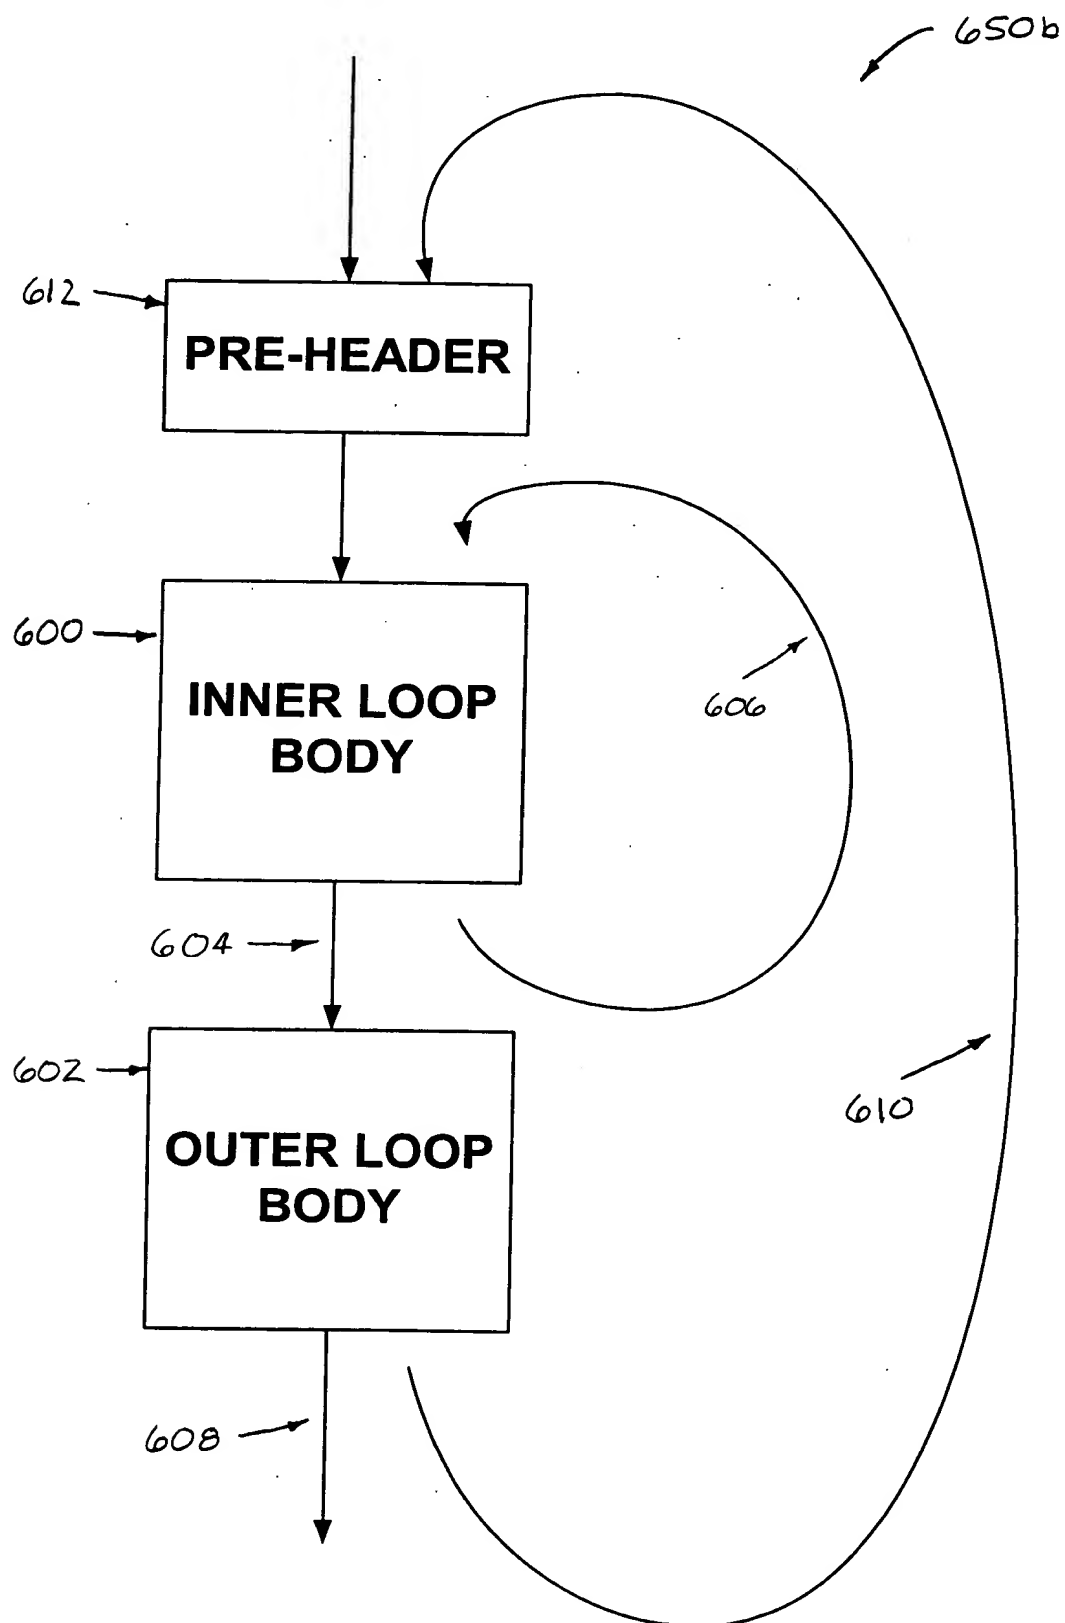 650b
612
PRE-HEADER
600
INNER LOOP
BODY
606
604
602
OUTER LOOP
BODY
610
608